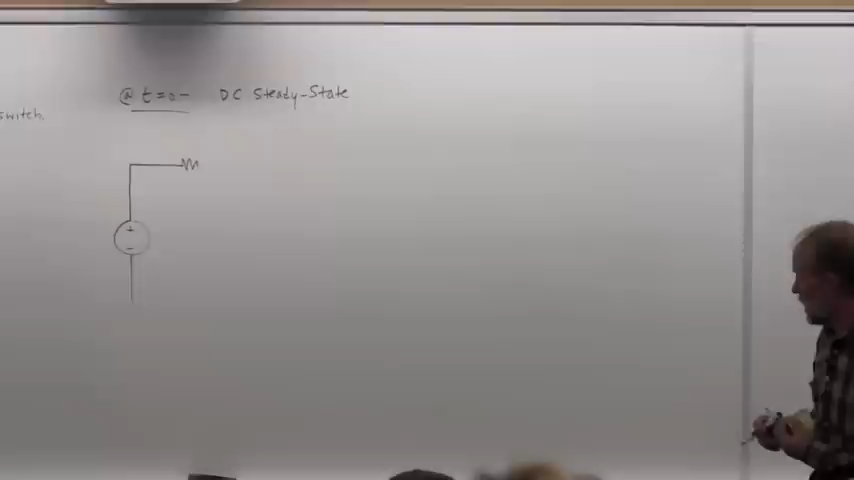 @ t=0- DC Steady-State
switch.
+
-